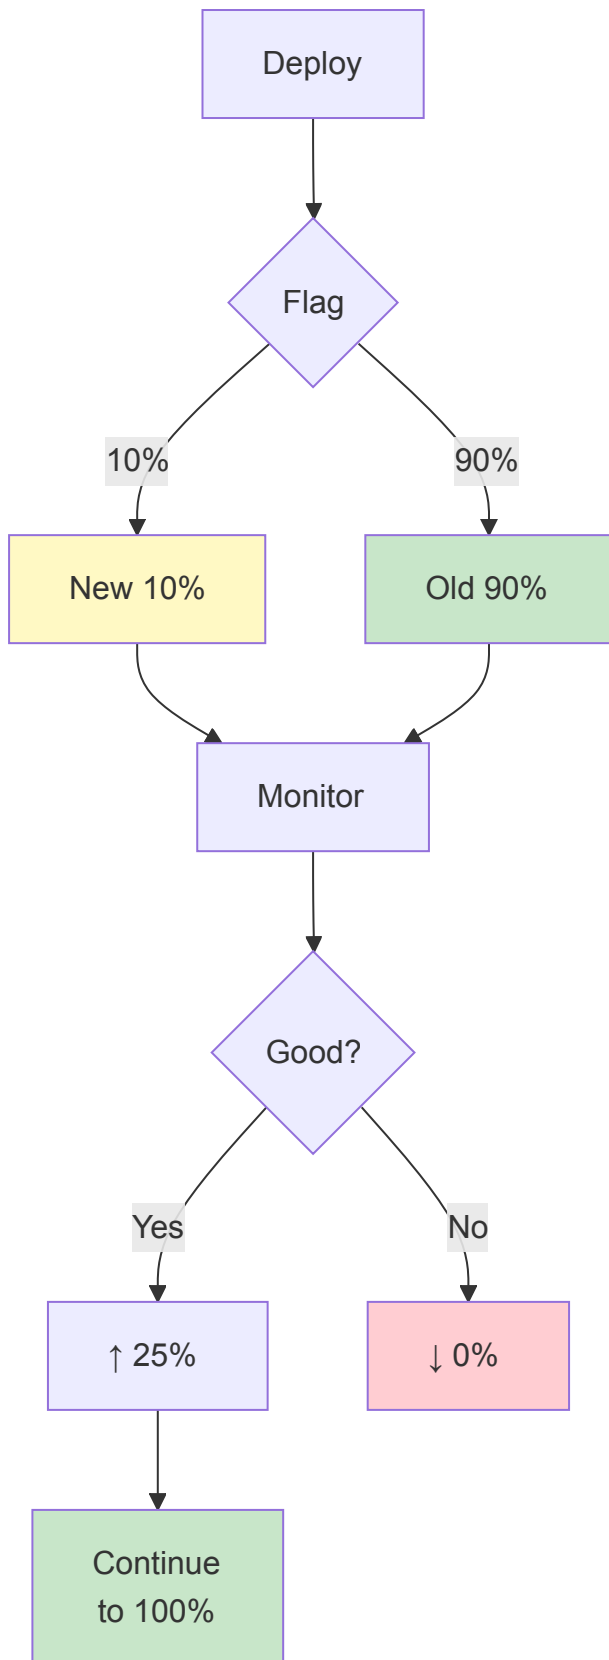 Deploy
Flag
10%
90%
New 10%
Old 90%
Monitor
Good?
Yes
No
↑ 25%
↓ 0%
Continue
to 100%